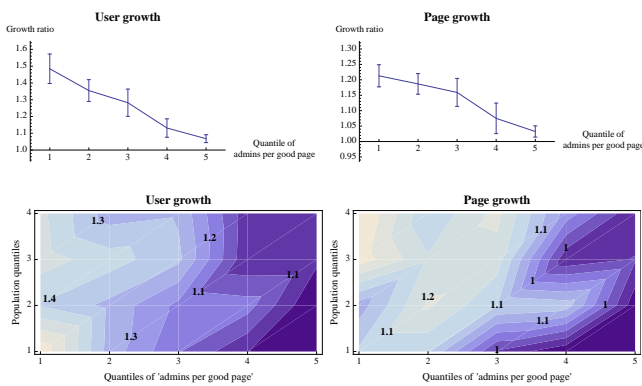 User growth
Growth ratio
1.6
1.5
1.4
1.3
1.2
1.1
1.0
1 2 3 4 5
Quantile of
admins per good page
Page growth
Growth ratio
1.30
1.25
1.20
1.15
1.10
1.05
1.00
0.95
1 2 3 4 5
Quantile of
admins per good page
User growth
Population quantiles
4
3
2
1
1.3
1.2
1.1
1.4
1.1
1.3
1 2 3 4 5
Quantiles of 'admins per good page'
Page growth
Population quantiles
4
3
2
1
1.1
1
1
1.2
1.1
1
1.1
1.1
1
1 2 3 4 5
Quantiles of 'admins per good page'